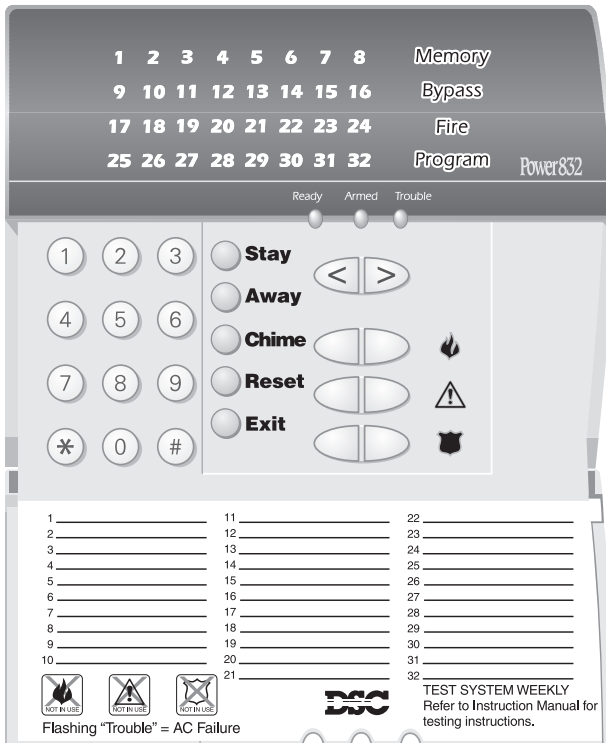 1 2 3 4 5 6 7 8 Memory
9 10 11 12 13 14 15 16 Bypass
17 18 19 20 21 22 23 24 Fire
25 26 27 28 29 30 31 32 Program
Power832
Ready Armed Trouble
1 2 3
4 5 6
7 8 9
* 0 #
Stay
Away
Chime
Reset
Exit
< >
1
2
3
4
5
6
7
8
9
10
11
12
13
14
15
16
17
18
19
20
21
22
23
24
25
26
27
28
29
30
31
32
NOT IN USE
NOT IN USE
NOT IN USE
Flashing "Trouble" = AC Failure
DSC
TEST SYSTEM WEEKLY
Refer to Instruction Manual for
testing instructions.